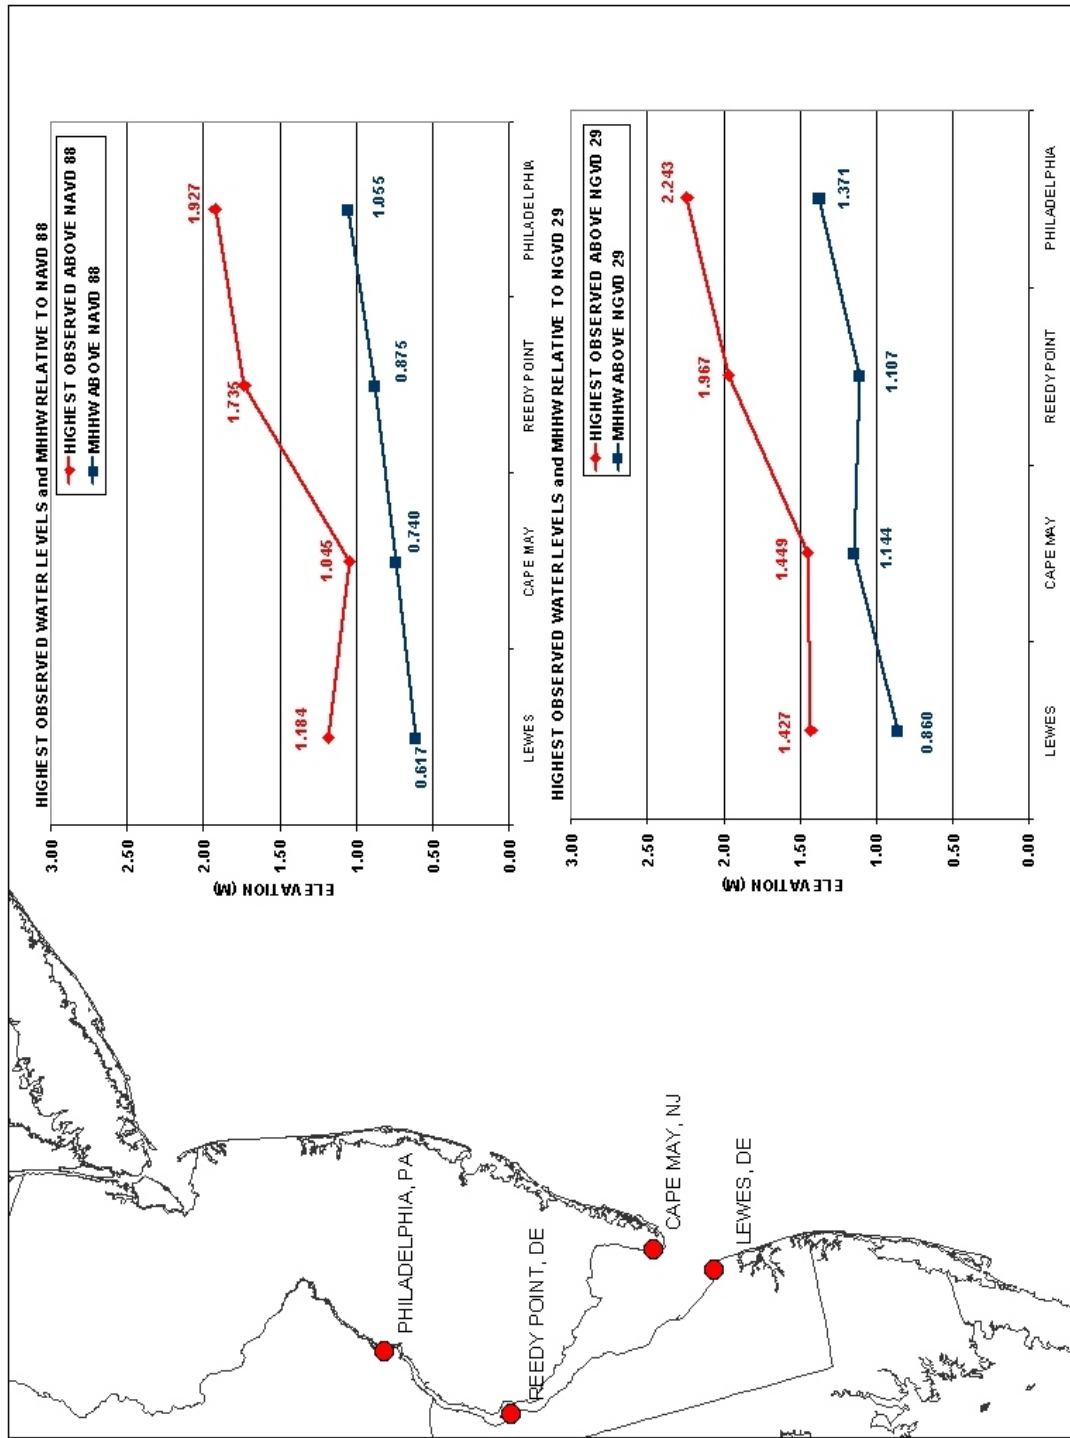 HIGHEST OBSERVED WATER LEVELS and MHHW RELATIVE TO NAVD 88
HIGHEST OBSERVED ABOVE NAVD 88
MHHW ABOVE NAVD 88
ELEVATION (M)
3.00
2.50
2.00
1.50
1.00
0.50
0.00
1.184
1.045
1.735
1.927
0.617
0.740
0.875
1.055
LEWES
CAPE MAY
REEDY POINT
PHILADELPHIA
HIGHEST OBSERVED WATER LEVELS and MHHW RELATIVE TO NGVD 29
HIGHEST OBSERVED ABOVE NGVD 29
MHHW ABOVE NGVD 29
ELEVATION (M)
3.00
2.50
2.00
1.50
1.00
0.50
0.00
1.427
1.449
1.967
2.243
0.860
1.144
1.107
1.371
LEWES
CAPE MAY
REEDY POINT
PHILADELPHIA
PHILADELPHIA, PA
REEDY POINT, DE
CAPE MAY, NJ
LEWES, DE